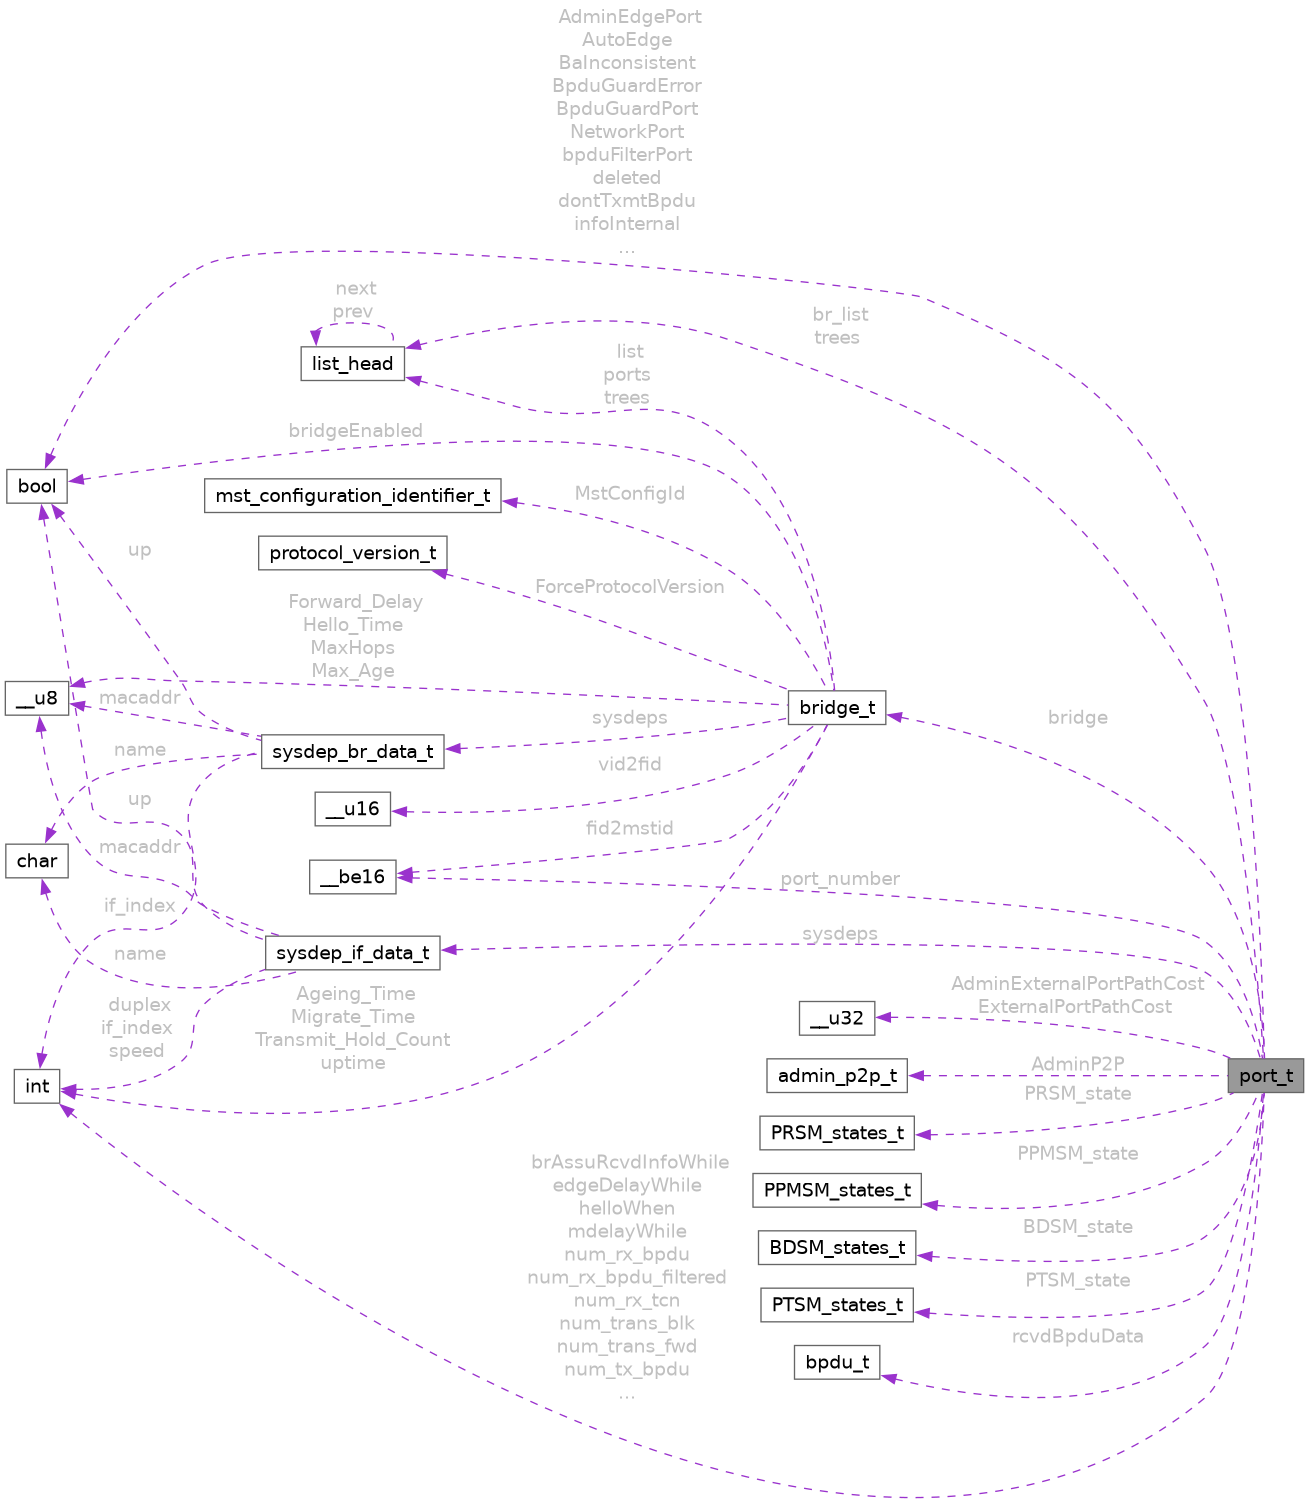 AdminEdgePort
AutoEdge
BaInconsistent
BpduGuardError
BpduGuardPort
NetworkPort
bpduFilterPort
deleted
dontTxmtBpdu
infoInternal
...
next
prev
br_list
trees
list_head
list
ports
trees
bridgeEnabled
bool
mst_configuration_identifier_t
MstConfigId
up
protocol_version_t
ForceProtocolVersion
Forward_Delay
Hello_Time
MaxHops
Max_Age
__u8
macaddr
bridge_t
bridge
sysdeps
name
sysdep_br_data_t
vid2fid
up
__u16
fid2mstid
macaddr
char
__be16
port_number
if_index
sysdeps
name
sysdep_if_data_t
Ageing_Time
Migrate_Time
Transmit_Hold_Count
uptime
AdminExternalPortPathCost
ExternalPortPathCost
duplex
if_index
speed
__u32
AdminP2P
int
admin_p2p_t
port_t
PRSM_state
PRSM_states_t
PPMSM_state
brAssuRcvdInfoWhile
edgeDelayWhile
helloWhen
mdelayWhile
num_rx_bpdu
num_rx_bpdu_filtered
num_rx_tcn
num_trans_blk
num_trans_fwd
num_tx_bpdu
...
PPMSM_states_t
BDSM_state
BDSM_states_t
PTSM_state
PTSM_states_t
rcvdBpduData
bpdu_t